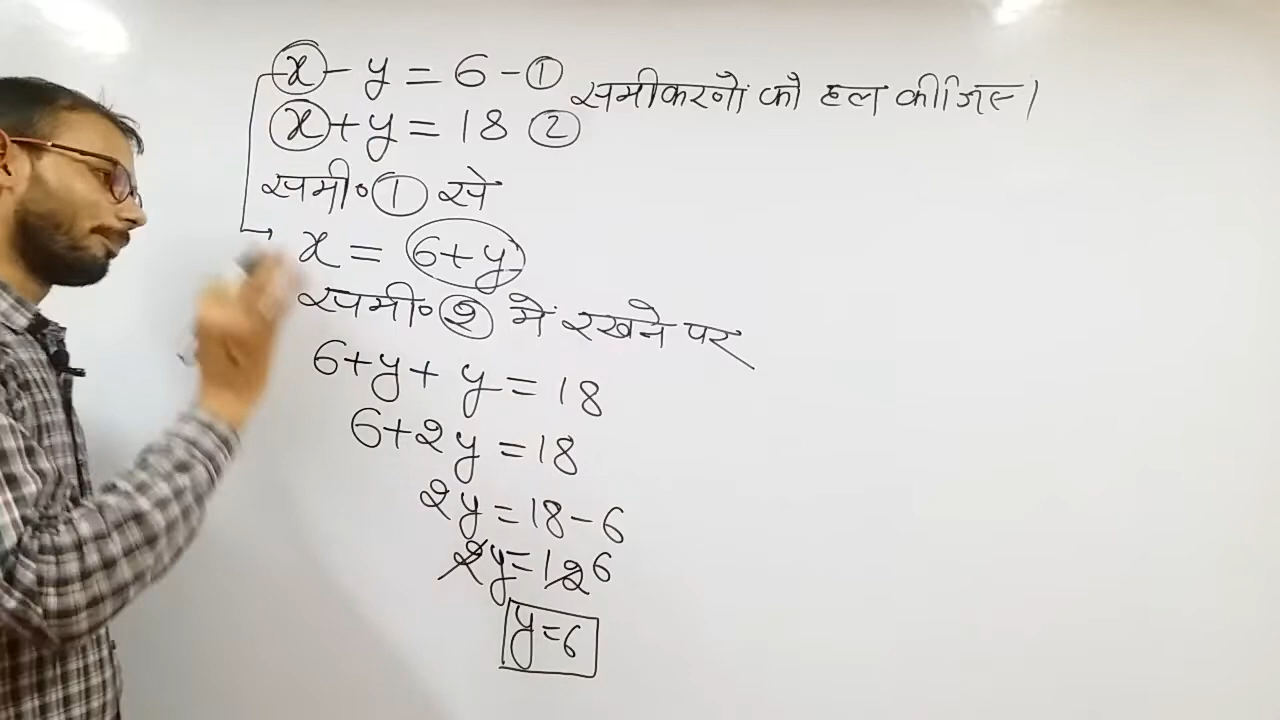 x - y = 6 - ①
समीकरणों को हल कीजिए।
x + y = 18 ②
समी० ① से
x = 6+y
समी० ② में रखने पर
6+y+ y = 18
6+2y = 18
2y = 18 - 6
2y = 12 6
y = 6